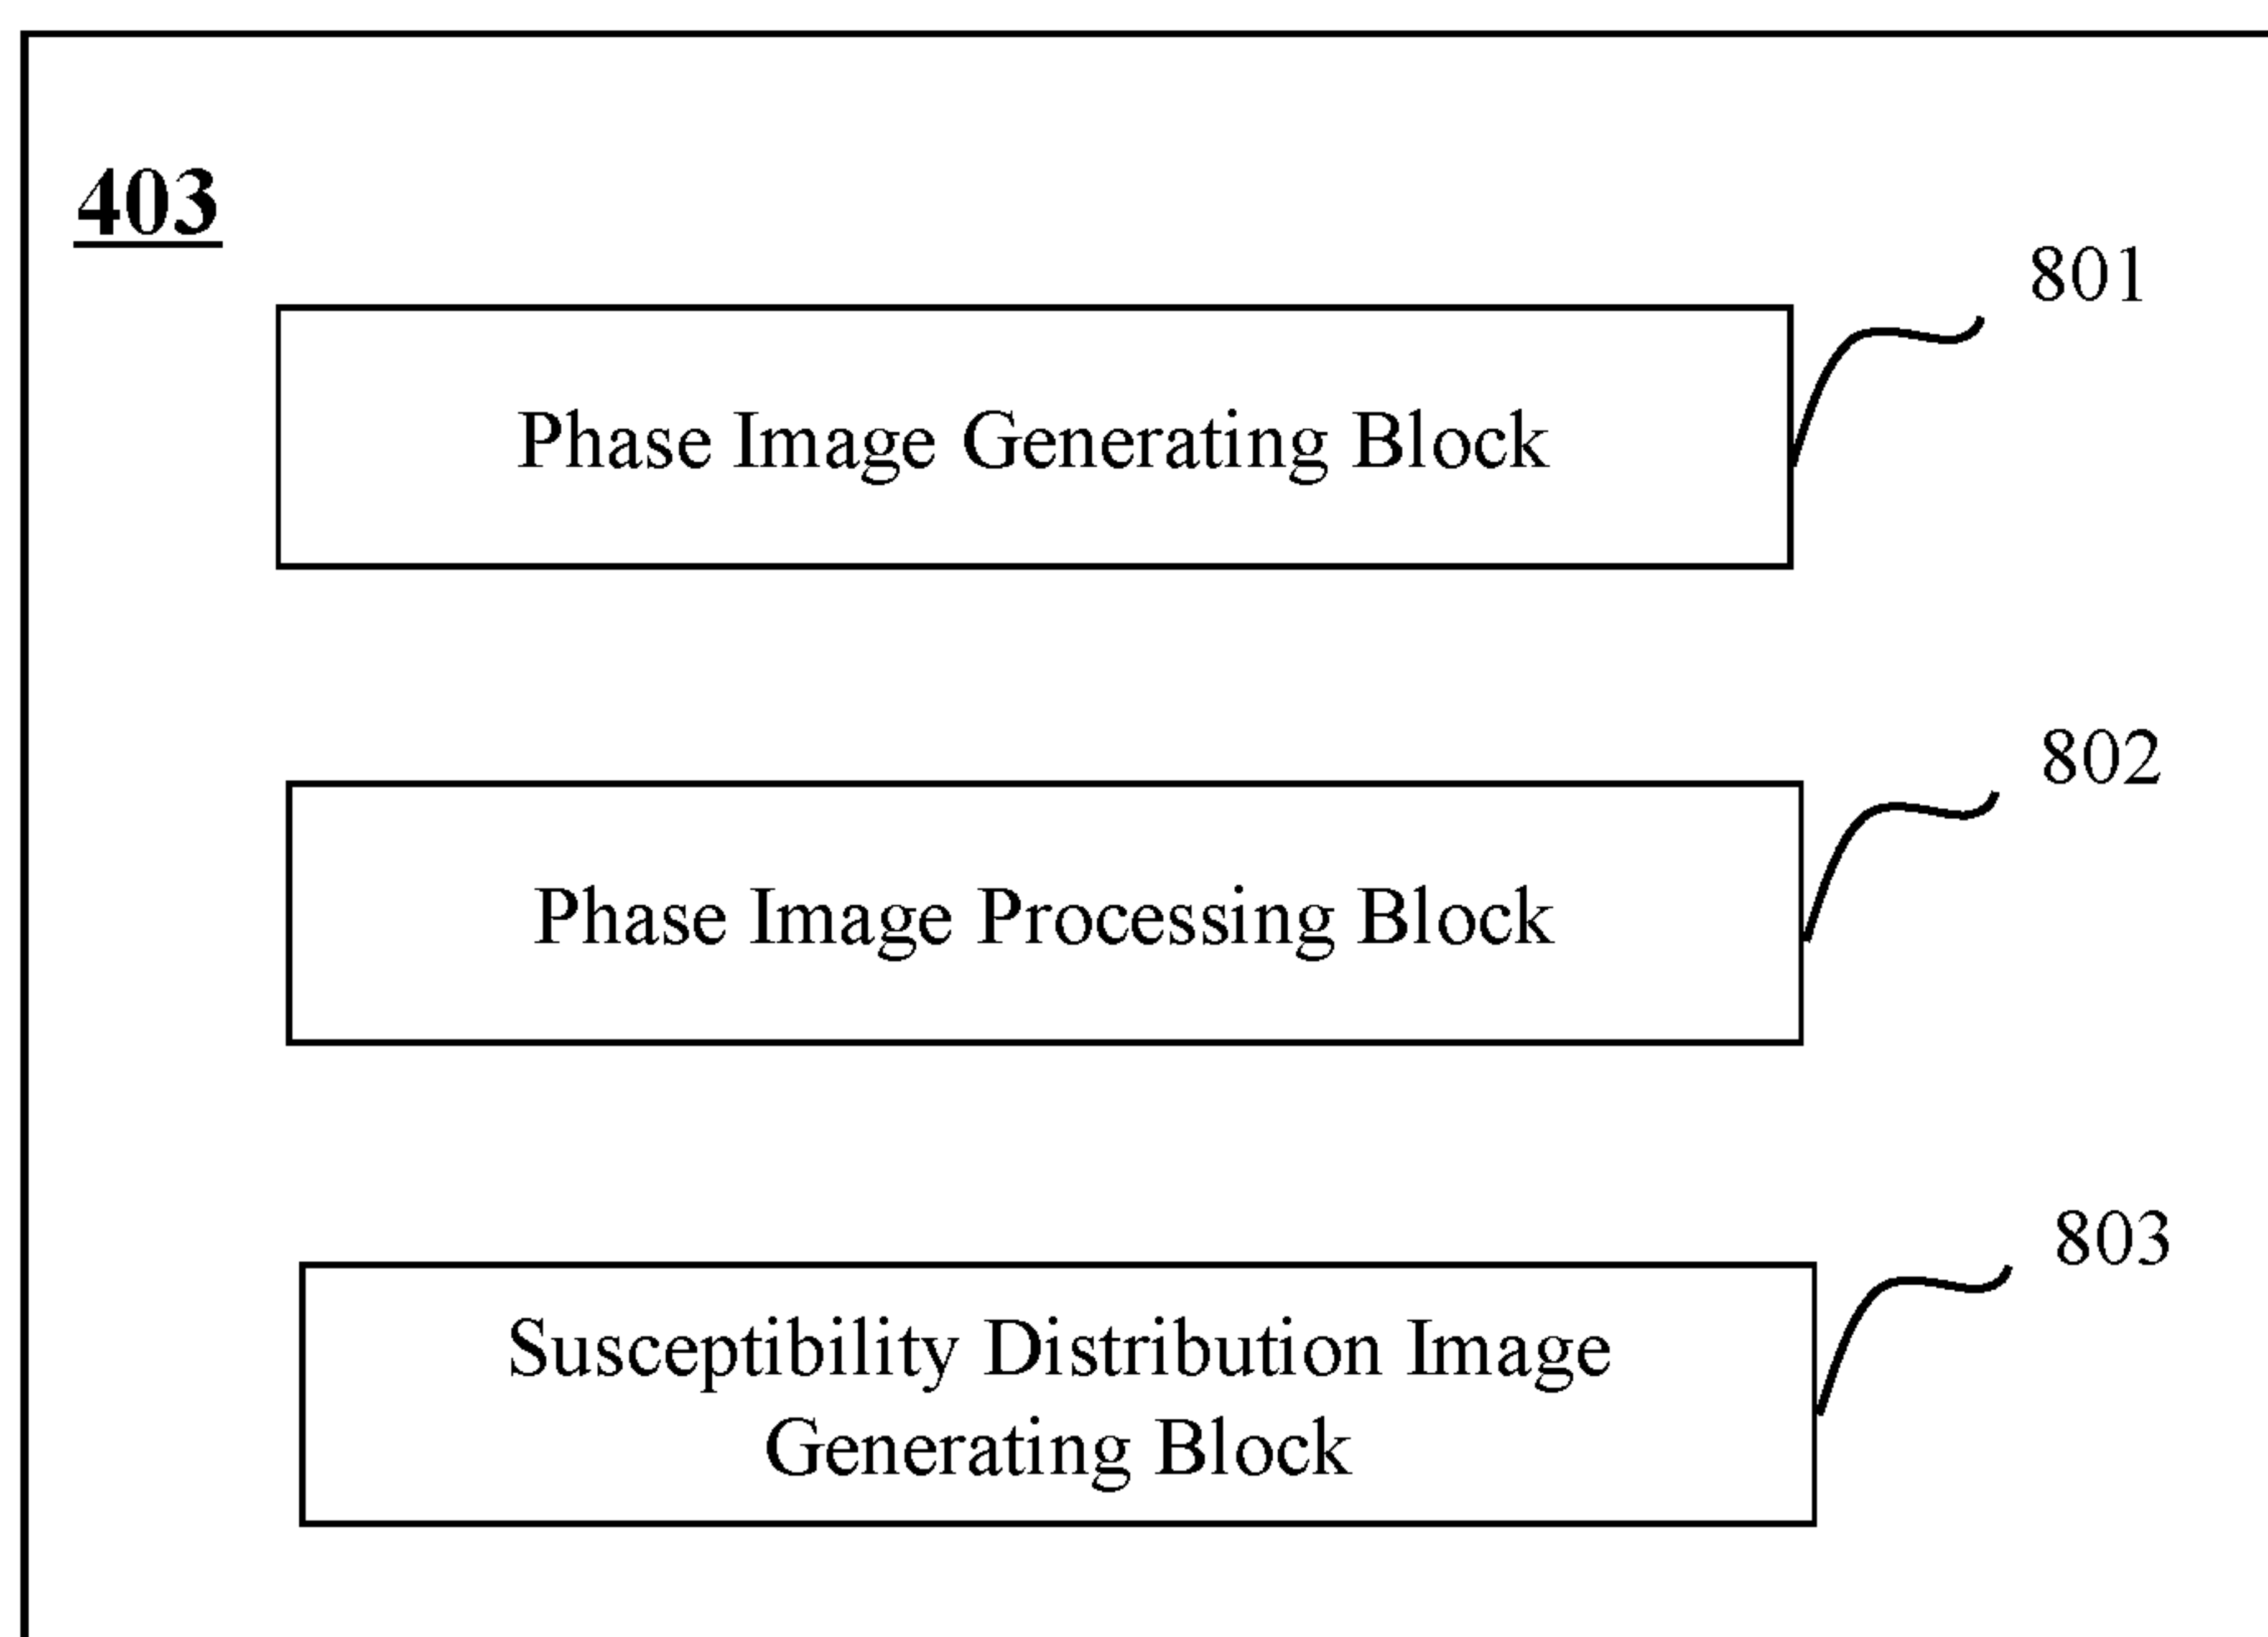 403
801
Phase Image Generating Block
802
Phase Image Processing Block
803
Susceptibility Distribution Image
Generating Block